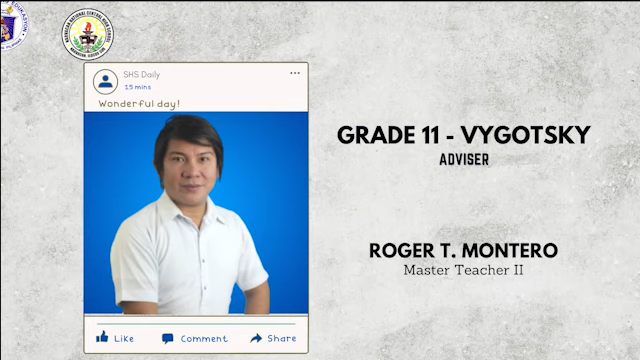 SHS Daily
15 mins
Wonderful day!
Like
Comment
Share
GRADE 11 - VYGOTSKY
ADVISER
ROGER T. MONTERO
Master Teacher II